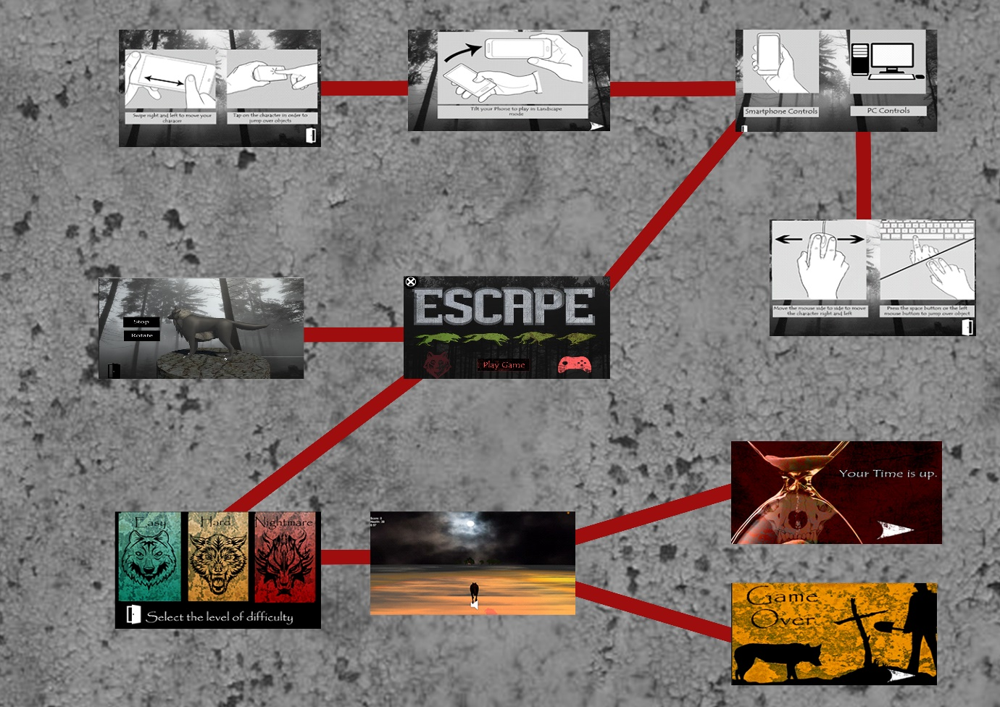 Swipe right and left to move your
characer
Tap on the character in order to
jump over objects
Tilt your Phone to play in Landscape
mode
Smartphone Controls
PC Controls
Move the mouse side to side to move
the character right and left
Press the space button or the left
mouse button to jump over object
Stop
Rotate
ESCAPE
Play Game
Easy
Hard
Nightmare
Select the level of difficulty
Your Time is up.
Game
Over